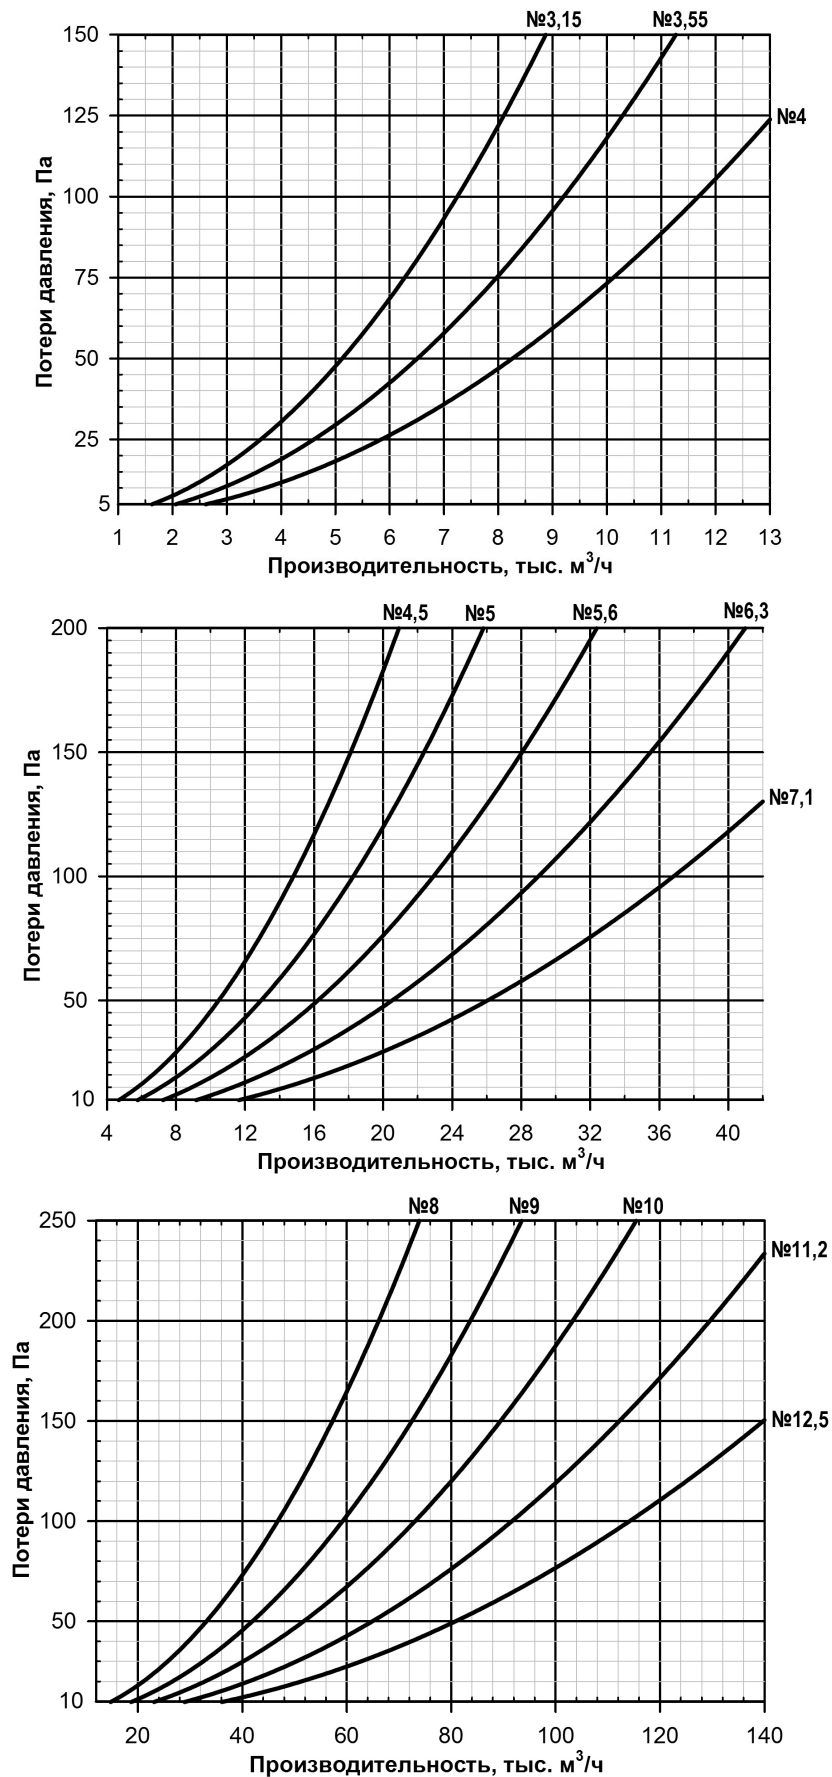 №3,15 №3,55
150
125
№4
100
75
50
25
5
Потери давления, Па
1 2 3 4 5 6 7 8 9 10 11 12 13
Производительность, тыс. м³/ч
№4,5 №5 №5,6 №6,3
200
150
№7,1
100
50
10
Потери давления, Па
4 8 12 16 20 24 28 32 36 40
Производительность, тыс. м³/ч
№8 №9 №10
250
№11,2
200
150
№12,5
100
50
10
Потери давления, Па
20 40 60 80 100 120 140
Производительность, тыс. м³/ч